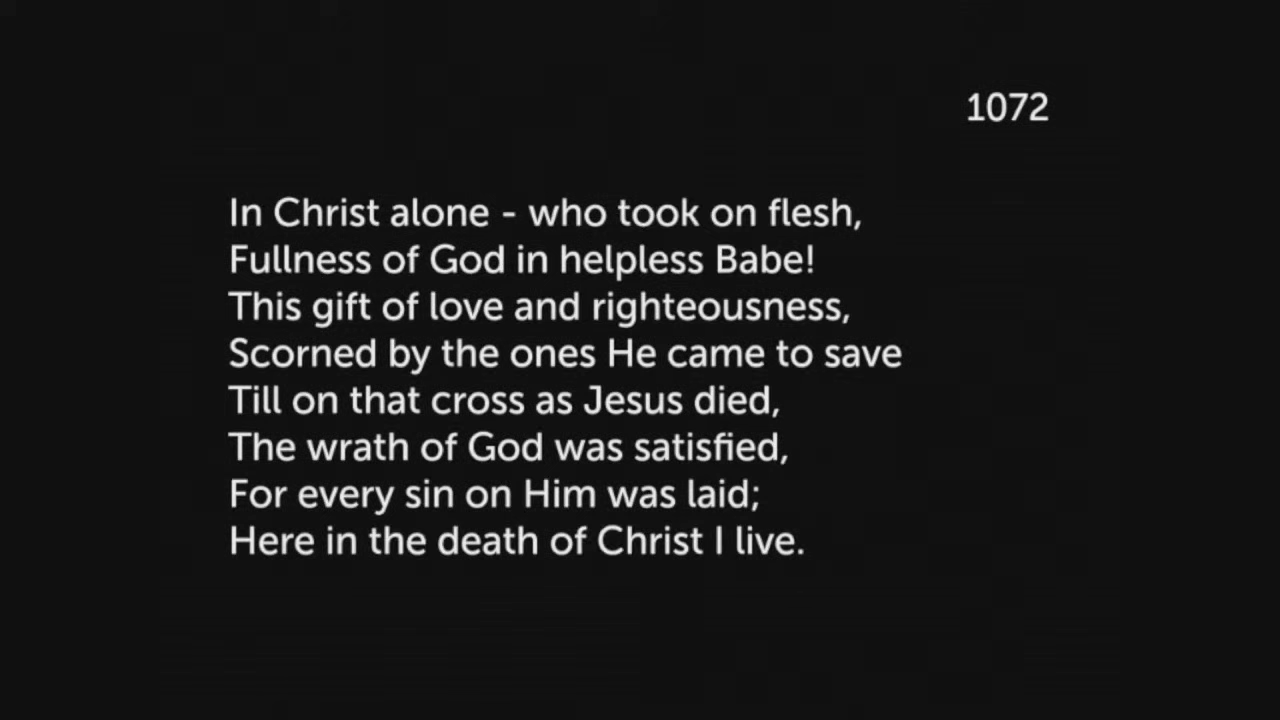 1072
In Christ alone - who took on flesh,
Fullness of God in helpless Babe!
This gift of love and righteousness,
Scorned by the ones He came to save
Till on that cross as Jesus died,
The wrath of God was satisfied,
For every sin on Him was laid;
Here in the death of Christ I live.